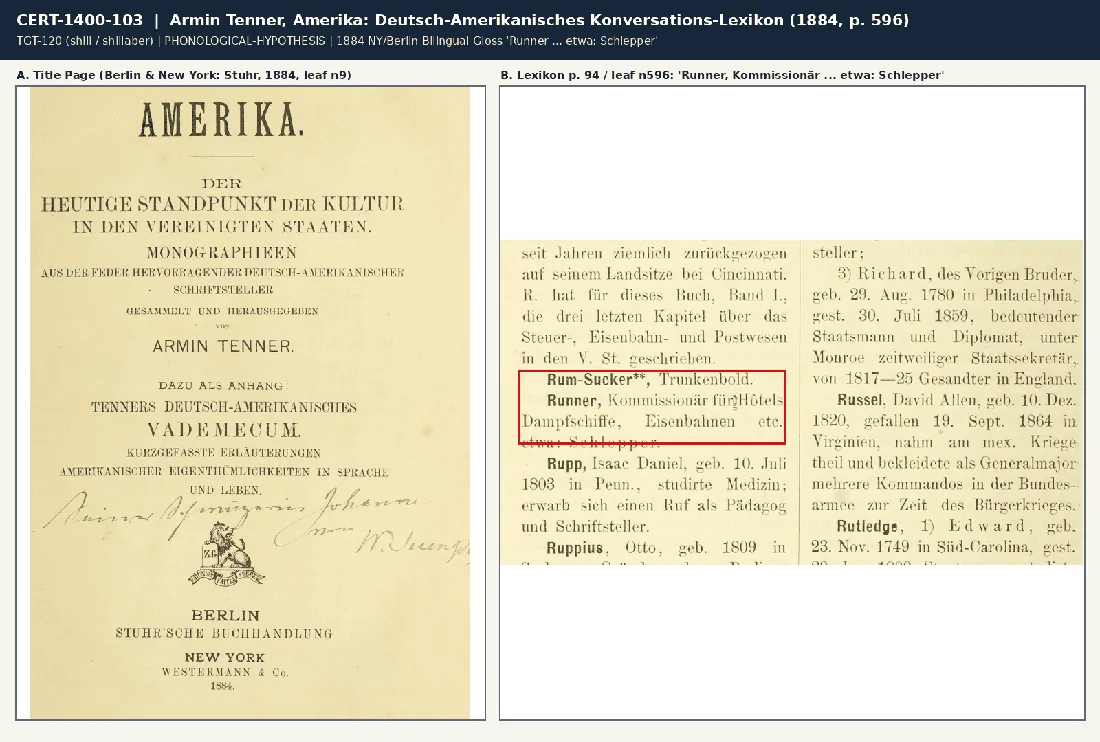 CERT-1400-103 | Armin Tenner, Amerika: Deutsch-Amerikanisches Konversations-Lexikon (1884, p. 596)
TGT-120 (shill / shillaber) | PHONOLOGICAL-HYPOTHESIS | 1884 NY/Berlin Bilingual Gloss 'Runner ... etwa: Schlepper'
A. Title Page (Berlin & New York: Stuhr, 1884, leaf n9)
AMERIKA.
DER
HEUTIGE STANDPUNKT DER KULTUR
IN DEN VEREINIGTEN STAATEN.
MONOGRAPHIEEN
AUS DER FEDER HERVORRAGENDER DEUTSCH-AMERIKANISCHER
SCHRIFTSTELLER
GESAMMELT UND HERAUSGEGEBEN
VON
ARMIN TENNER.
DAZU ALS ANHANG:
TENNERS DEUTSCH-AMERIKANISCHES
VADEMECUM.
KURZGEFASSTE ERLÄUTERUNGEN
AMERIKANISCHER EIGENTHÜMLICHKEITEN IN SPRACHE
UND LEBEN.
Seiner Schwägerin Johanna
von
BERLIN
STUHR'SCHE BUCHHANDLUNG
NEW YORK
WESTERMANN & Co.
1884.
B. Lexikon p. 94 / leaf n596: 'Runner, Kommissionär ... etwa: Schlepper'
seit Jahren ziemlich zurückgezogen
auf seinem Landsitze bei Cincinnati.
R. hat für dieses Buch, Band I.,
die drei letzten Kapitel über das
Steuer-, Eisenbahn- und Postwesen
in den V. St. geschrieben.
Rum-Sucker**, Trunkenbold.
Runner, Kommissionär für Hôtels
Dampfschiffe, Eisenbahnen etc.
etwa: Schlepper.
Rupp, Isaac Daniel, geb. 10. Juli
1803 in Penn., studirte Medizin;
erwarb sich einen Ruf als Pädagog
und Schriftsteller.
Ruppius, Otto, geb. 1809 in
steller;
3) Richard, des Vorigen Bruder,
geb. 29. Aug. 1780 in Philadelphia,
gest. 30. Juli 1859, bedeutender
Staatsmann und Diplomat, unter
Monroe zeitweiliger Staatssekretär,
von 1817—25 Gesandter in England.
Russel, David Allen, geb. 10. Dez.
1820, gefallen 19. Sept. 1864 in
Virginien, nahm am mex. Kriege
theil und bekleidete als Generalmajor
mehrere Kommandos in der Bundes-
armee zur Zeit des Bürgerkrieges.
Rutledge, 1) Edward, geb.
23. Nov. 1749 in Süd-Carolina, gest.